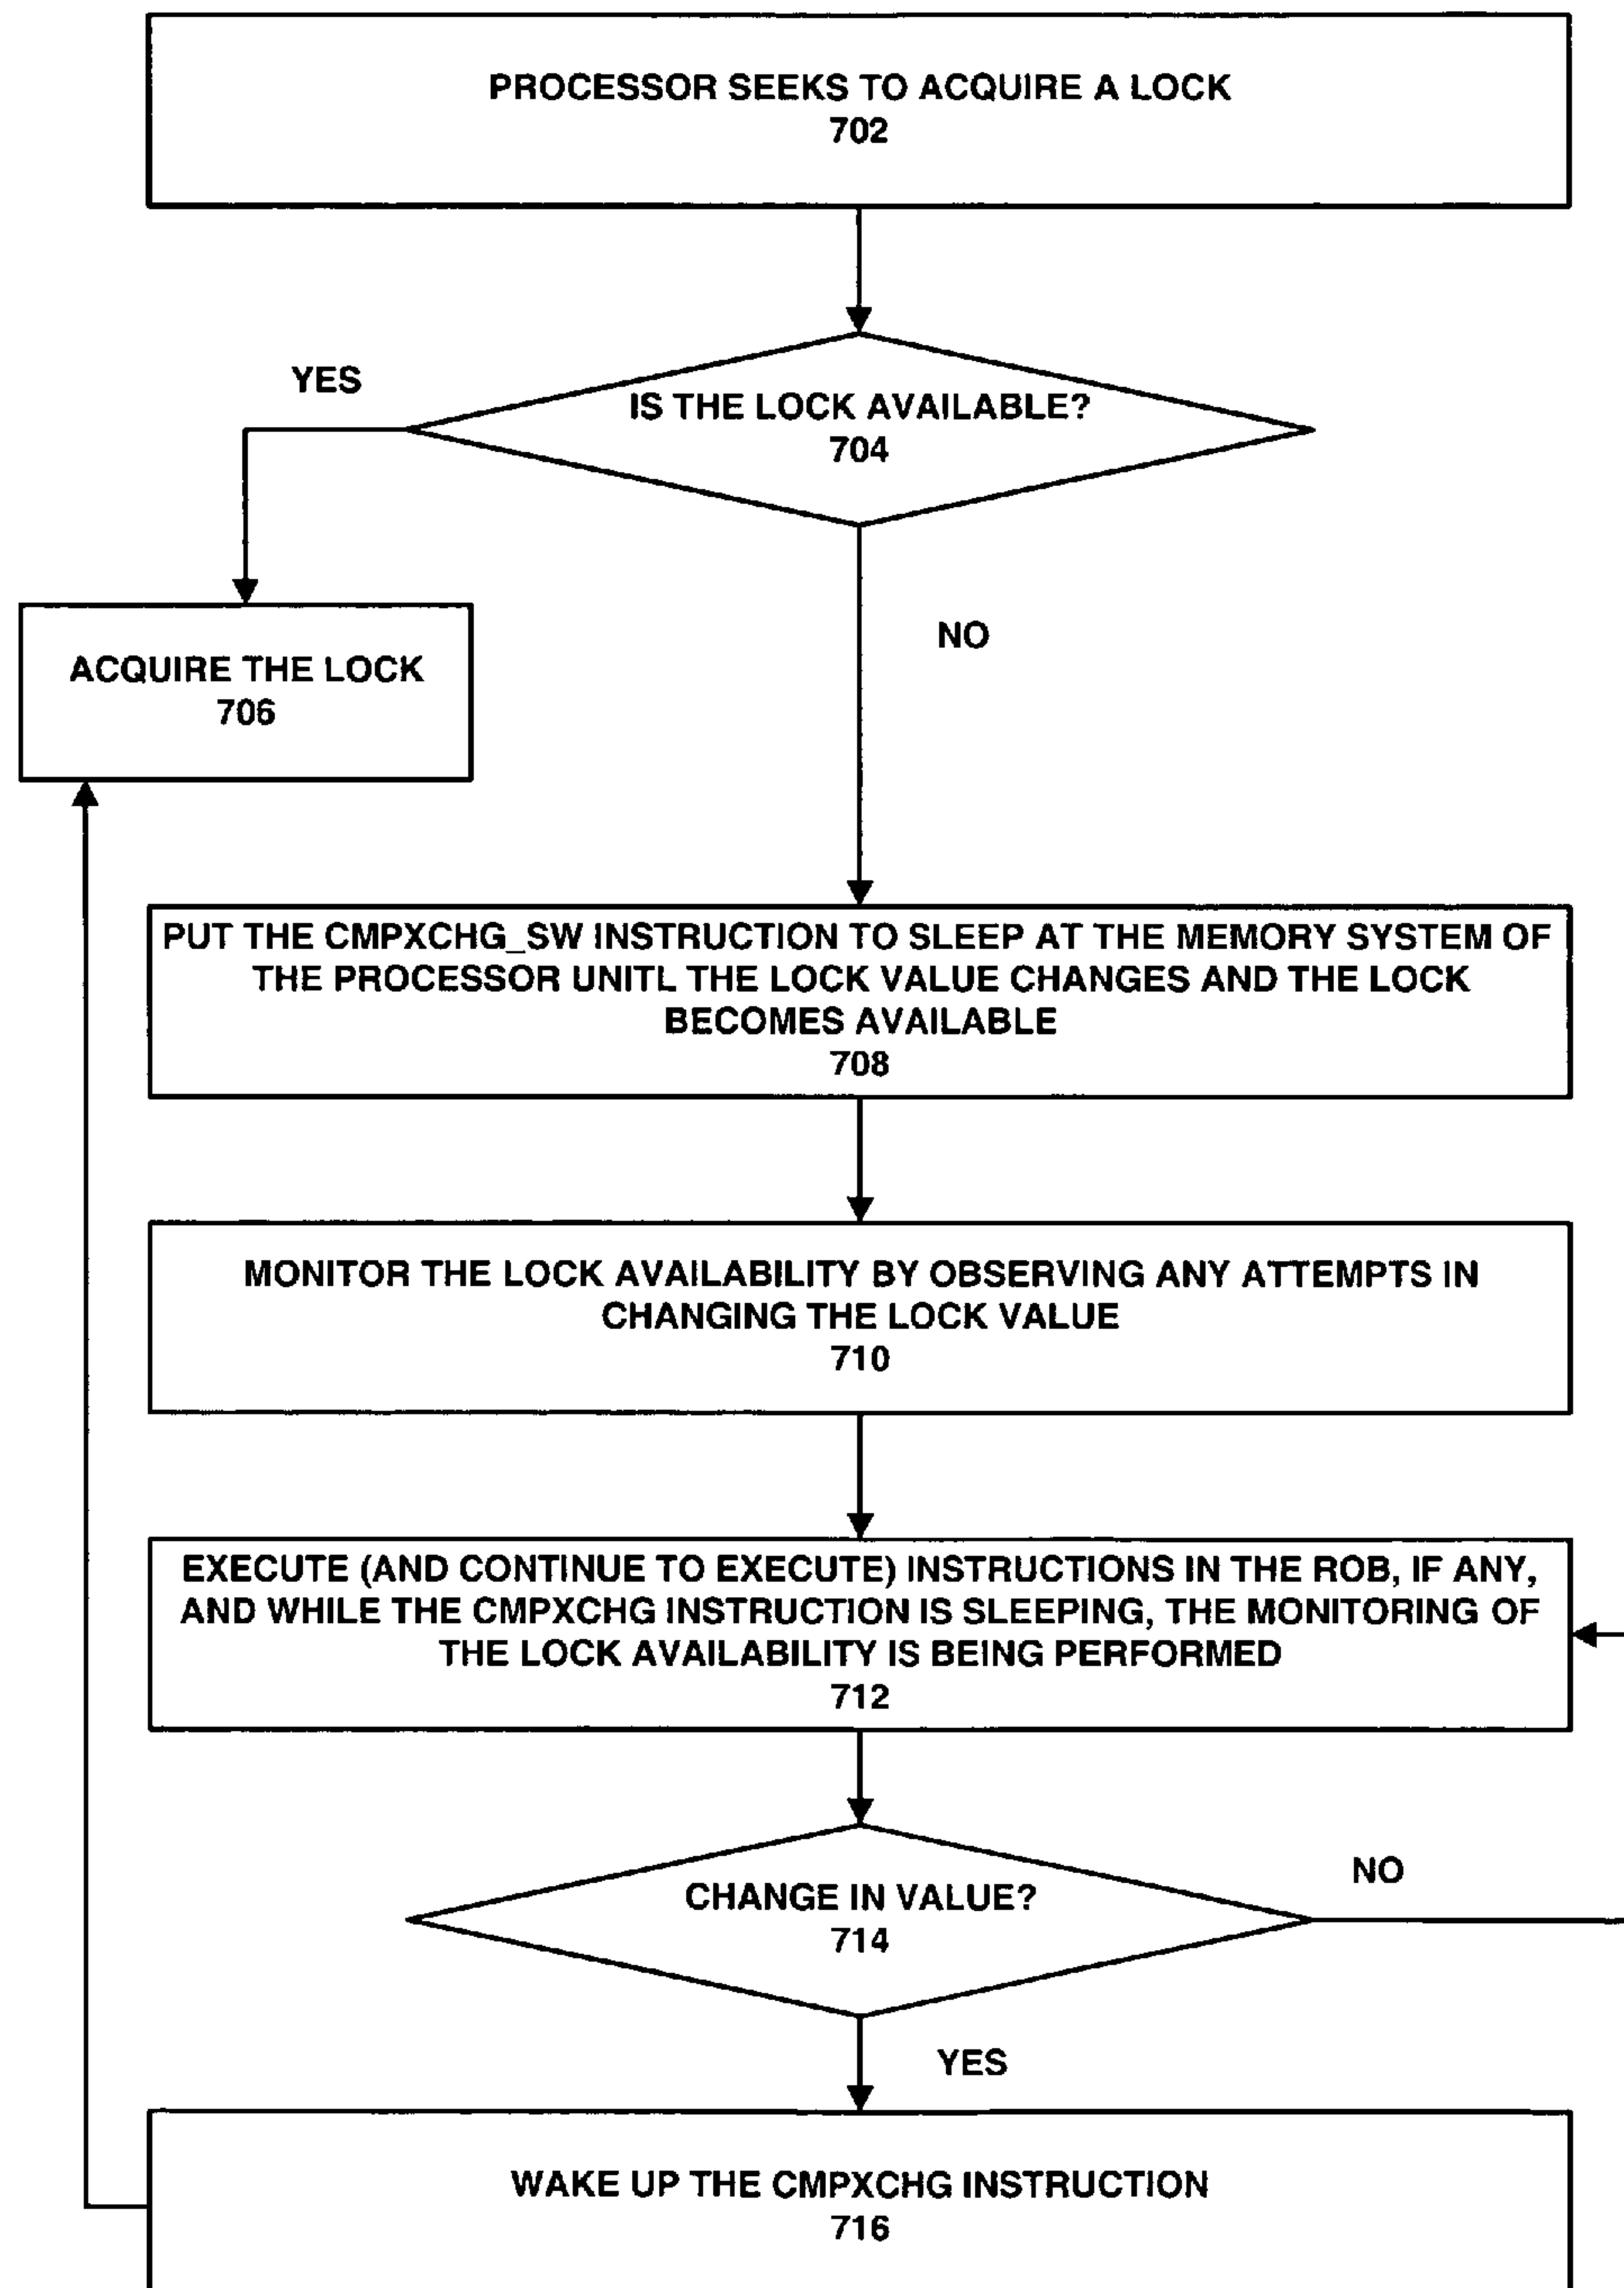 PROCESSOR SEEKS TO ACQUIRE A LOCK
702
YES
IS THE LOCK AVAILABLE?
704
NO
ACQUIRE THE LOCK
706
PUT THE CMPXCHG_SW INSTRUCTION TO SLEEP AT THE MEMORY SYSTEM OF
THE PROCESSOR UNITL THE LOCK VALUE CHANGES AND THE LOCK
BECOMES AVAILABLE
708
MONITOR THE LOCK AVAILABILITY BY OBSERVING ANY ATTEMPTS IN
CHANGING THE LOCK VALUE
710
EXECUTE (AND CONTINUE TO EXECUTE) INSTRUCTIONS IN THE ROB, IF ANY,
AND WHILE THE CMPXCHG INSTRUCTION IS SLEEPING, THE MONITORING OF
THE LOCK AVAILABILITY IS BEING PERFORMED
712
NO
CHANGE IN VALUE?
714
YES
WAKE UP THE CMPXCHG INSTRUCTION
716